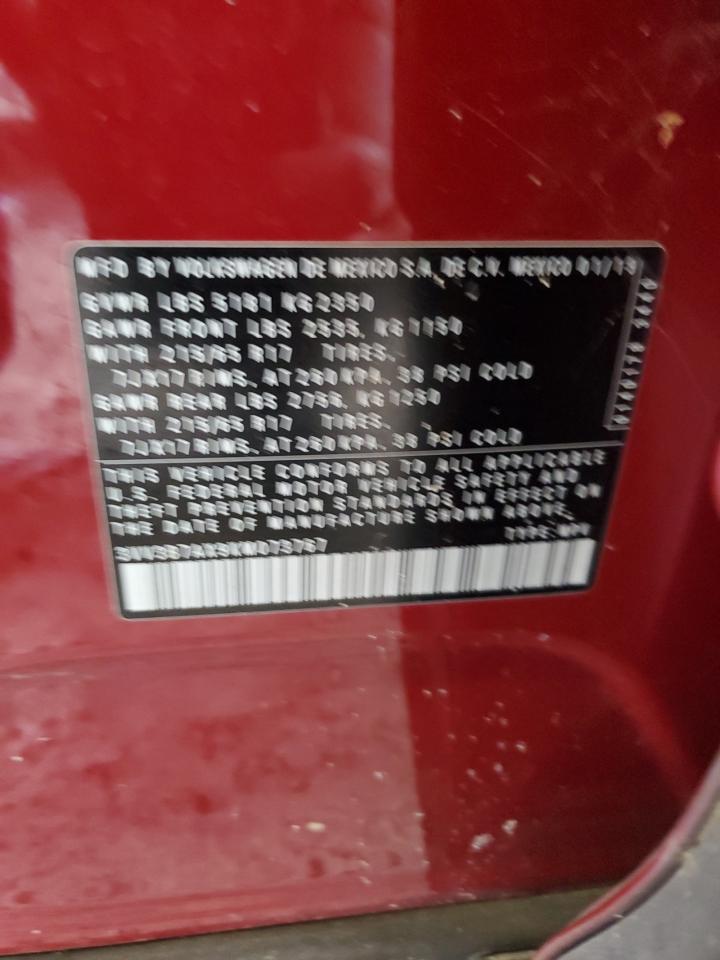 MFD BY VOLKSWAGEN DE MEXICO S.A. DE C.V. MEXICO 01/19
GVWR LBS 5181 KG 2350
GAWR FRONT LBS 2535, KG 1150
WITH 215/65 R17 TIRES,
7JX17 RIMS, AT 260 KPA, 38 PSI COLD
GAWR REAR LBS 2756, KG 1250
WITH 215/65 R17 TIRES,
7JX17 RIMS, AT 260 KPA, 38 PSI COLD
THIS VEHICLE CONFORMS TO ALL APPLICABLE
U.S. FEDERAL MOTOR VEHICLE SAFETY AND
THEFT PREVENTION STANDARDS IN EFFECT ON
THE DATE OF MANUFACTURE SHOWN ABOVE.
TYPE: MPV